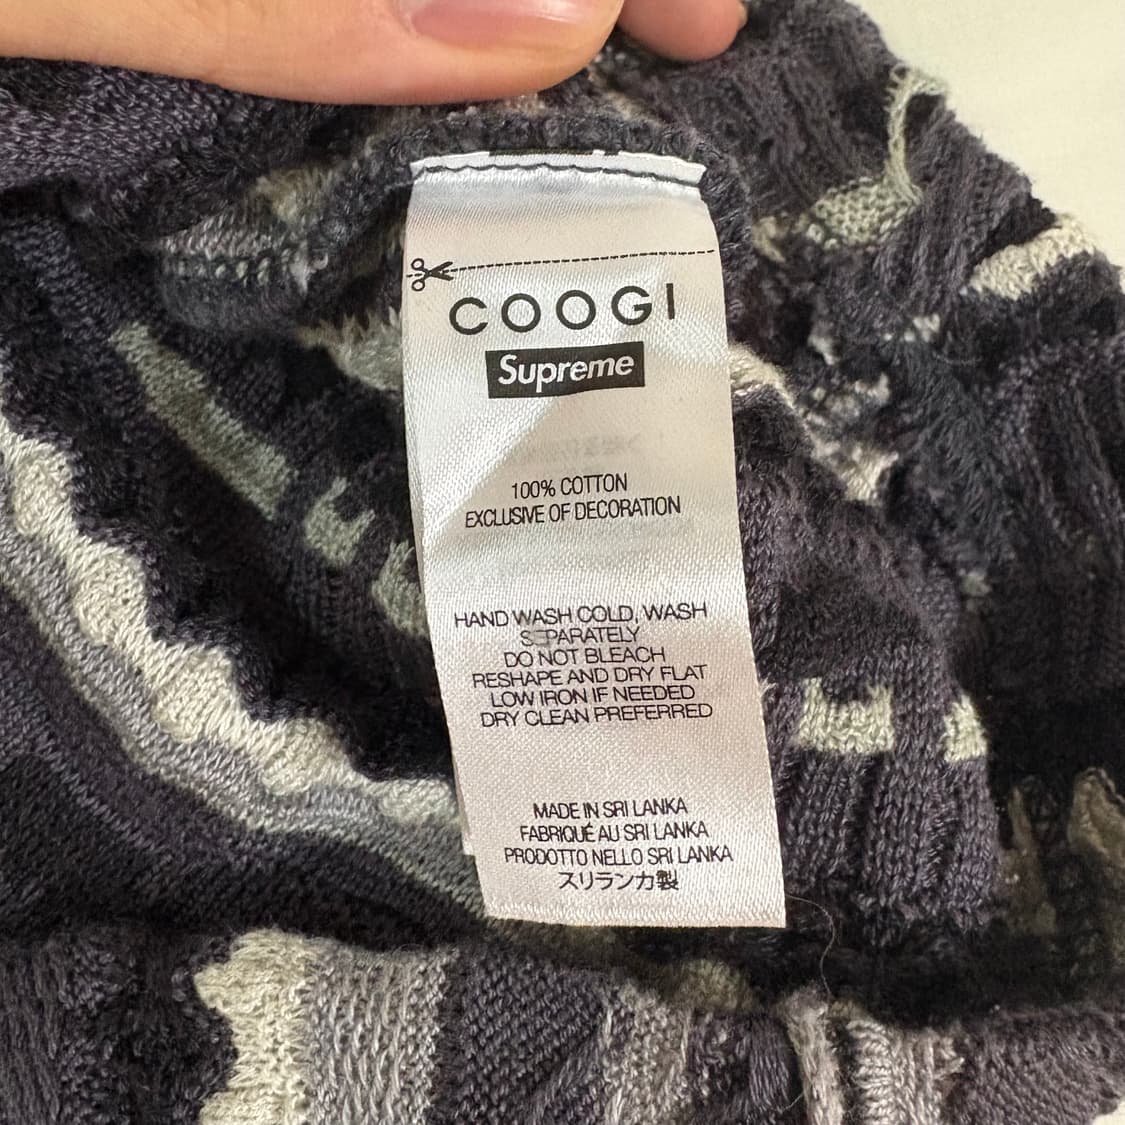 COOGI
Supreme
100% COTTON
EXCLUSIVE OF DECORATION
HAND WASH COLD, WASH
SEPARATELY
DO NOT BLEACH
RESHAPE AND DRY FLAT
LOW IRON IF NEEDED
DRY CLEAN PREFERRED
MADE IN SRI LANKA
FABRIQUÉ AU SRI LANKA
PRODOTTO NELLO SRI LANKA
スリランカ製